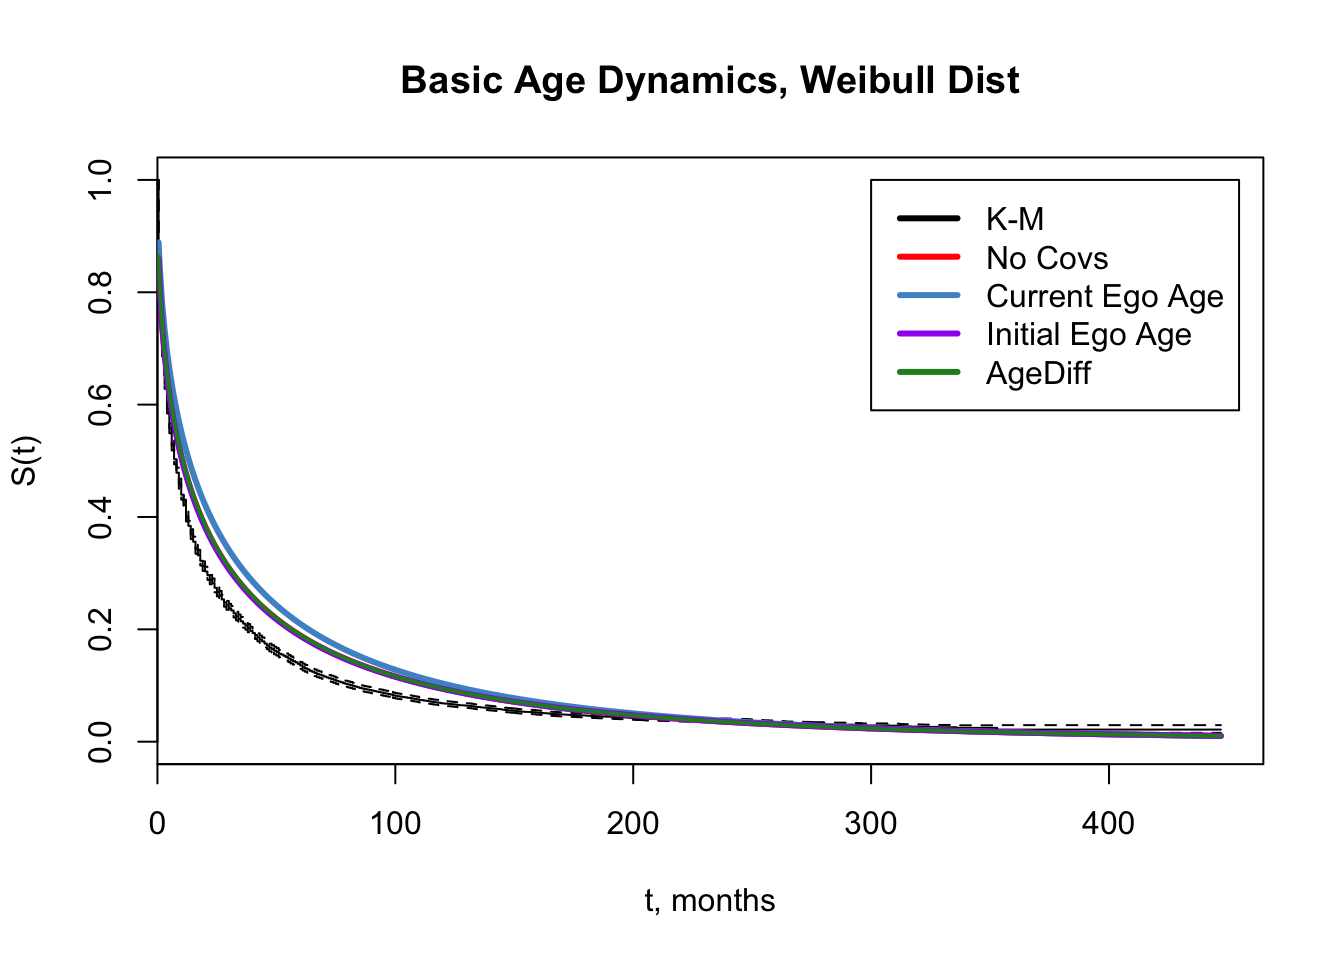 Basic Age Dynamics, Weibull Dist
K-M
No Covs
Current Ego Age
Initial Ego Age
AgeDiff
S(t)
1.0
0.8
0.6
0.4
0.2
0.0
0 100 200 300 400
t, months